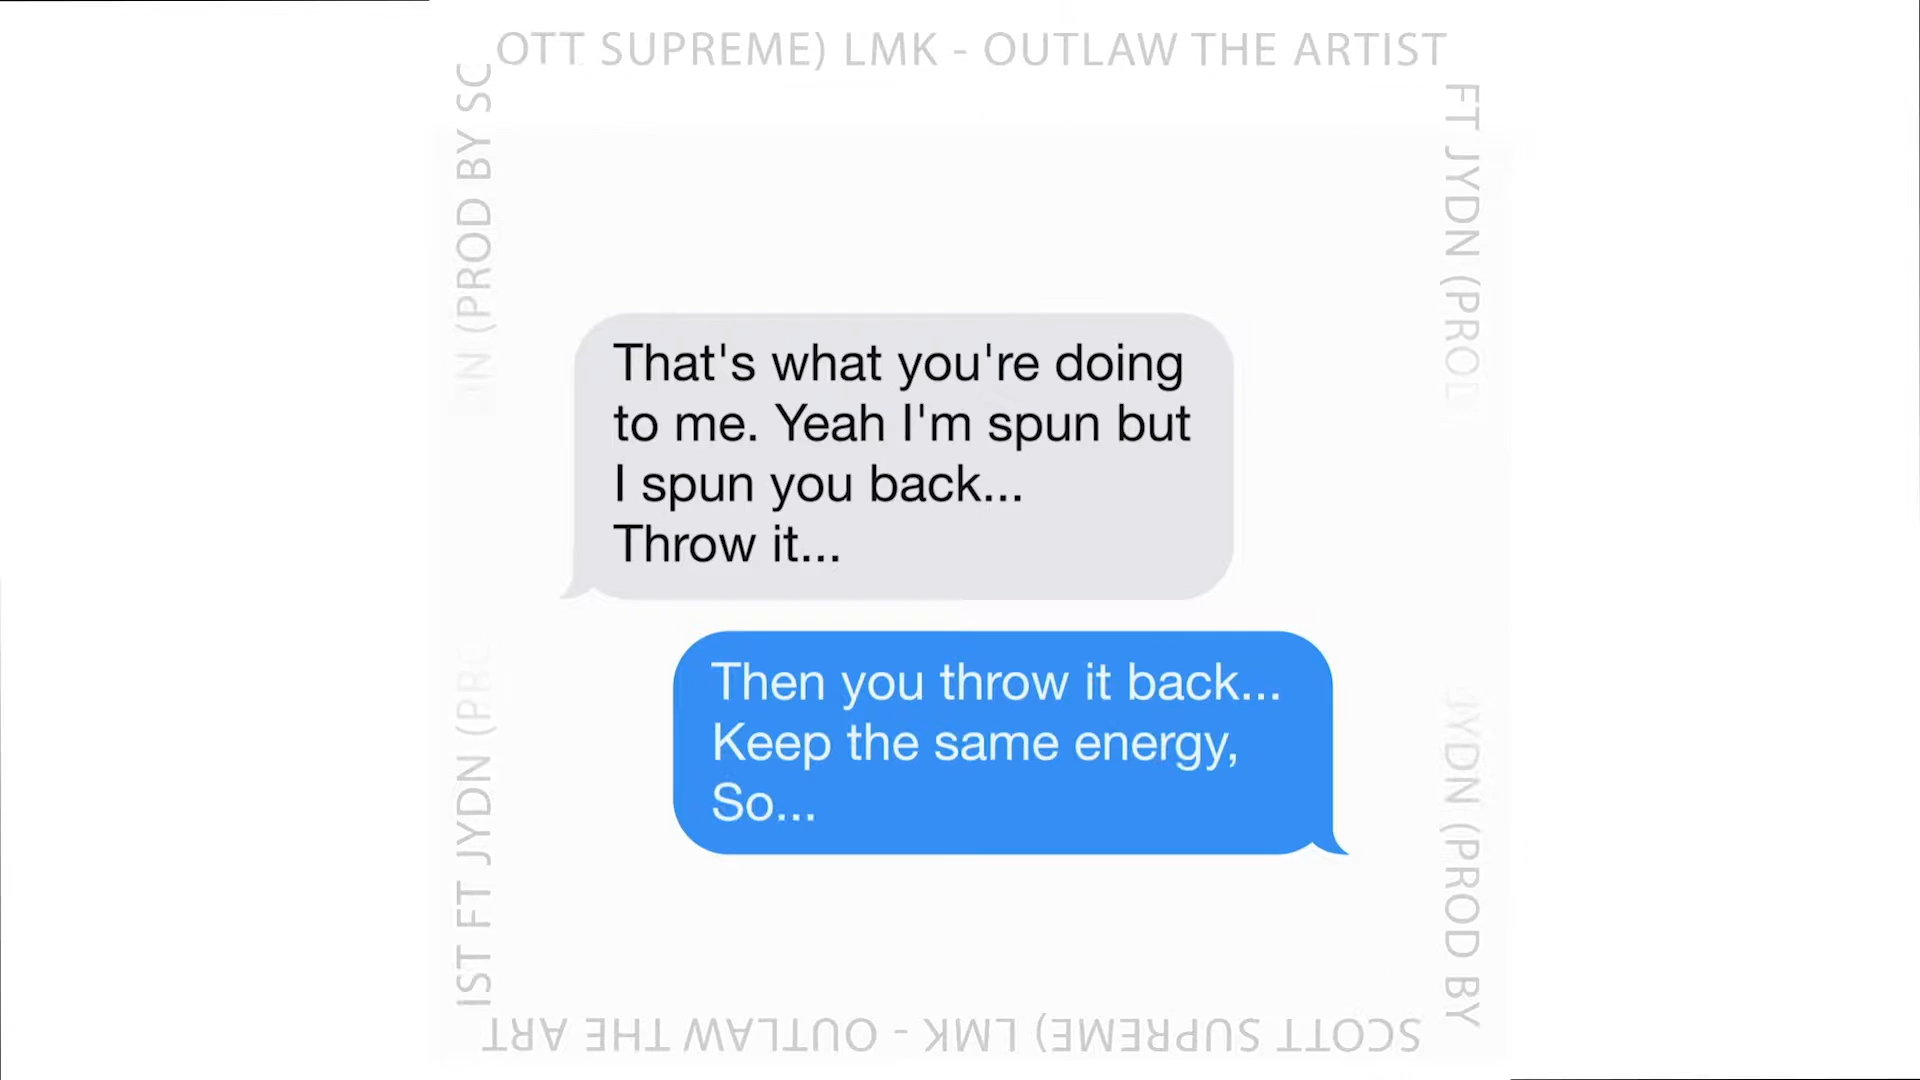 OTT SUPREME) LMK - OUTLAW THE ARTIST
FT JYDN (PROD
JYDN (PROD BY
SCOTT SUPREME) LMK - OUTLAW THE ART
IST FT JYDN (PRO
DN (PROD BY SC
That's what you're doing
to me. Yeah I'm spun but
I spun you back...
Throw it...
Then you throw it back...
Keep the same energy,
So...